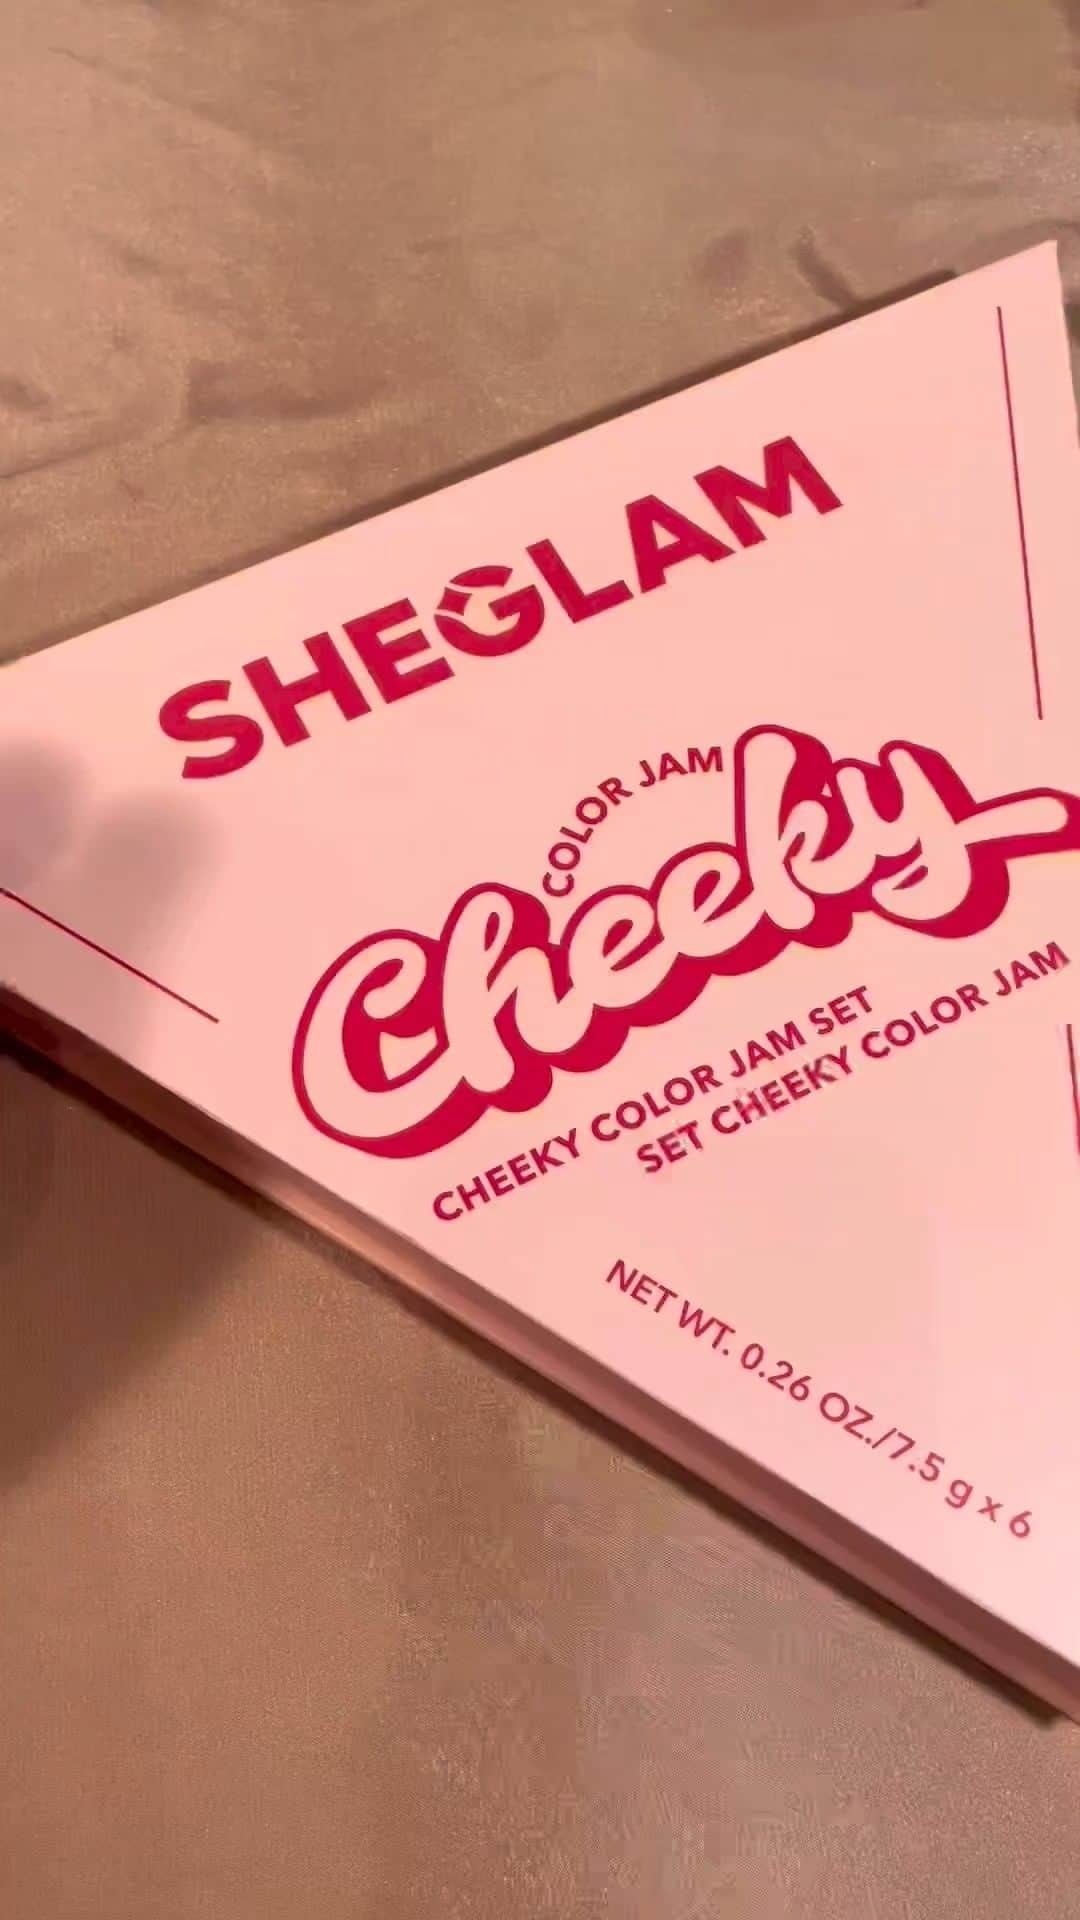 SHEGLAM
COLOR JAM
Cheeky
CHEEKY COLOR JAM SET
SET CHEEKY COLOR JAM
NET WT. 0.26 OZ./7.5 g x 6